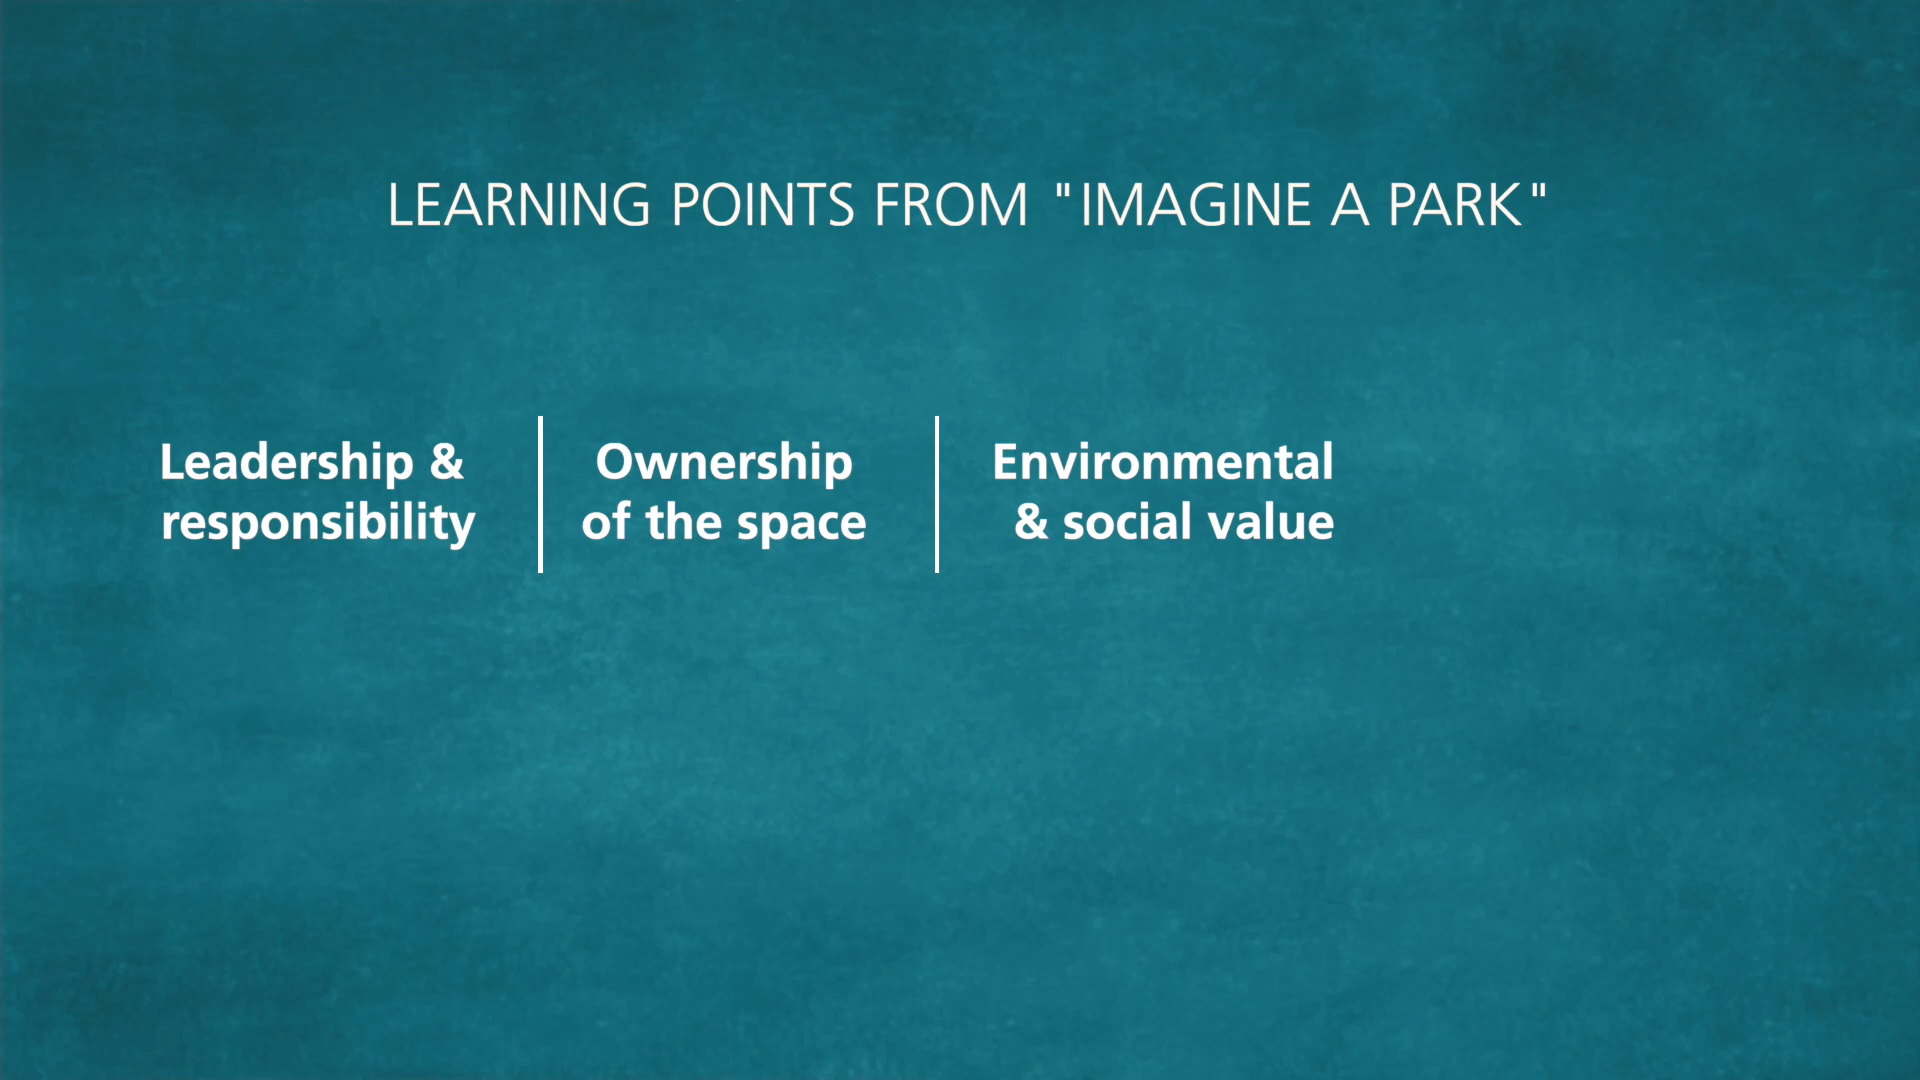 LEARNING POINTS FROM "IMAGINE A PARK"
Leadership &
responsibility
Ownership
of the space
Environmental
& social value